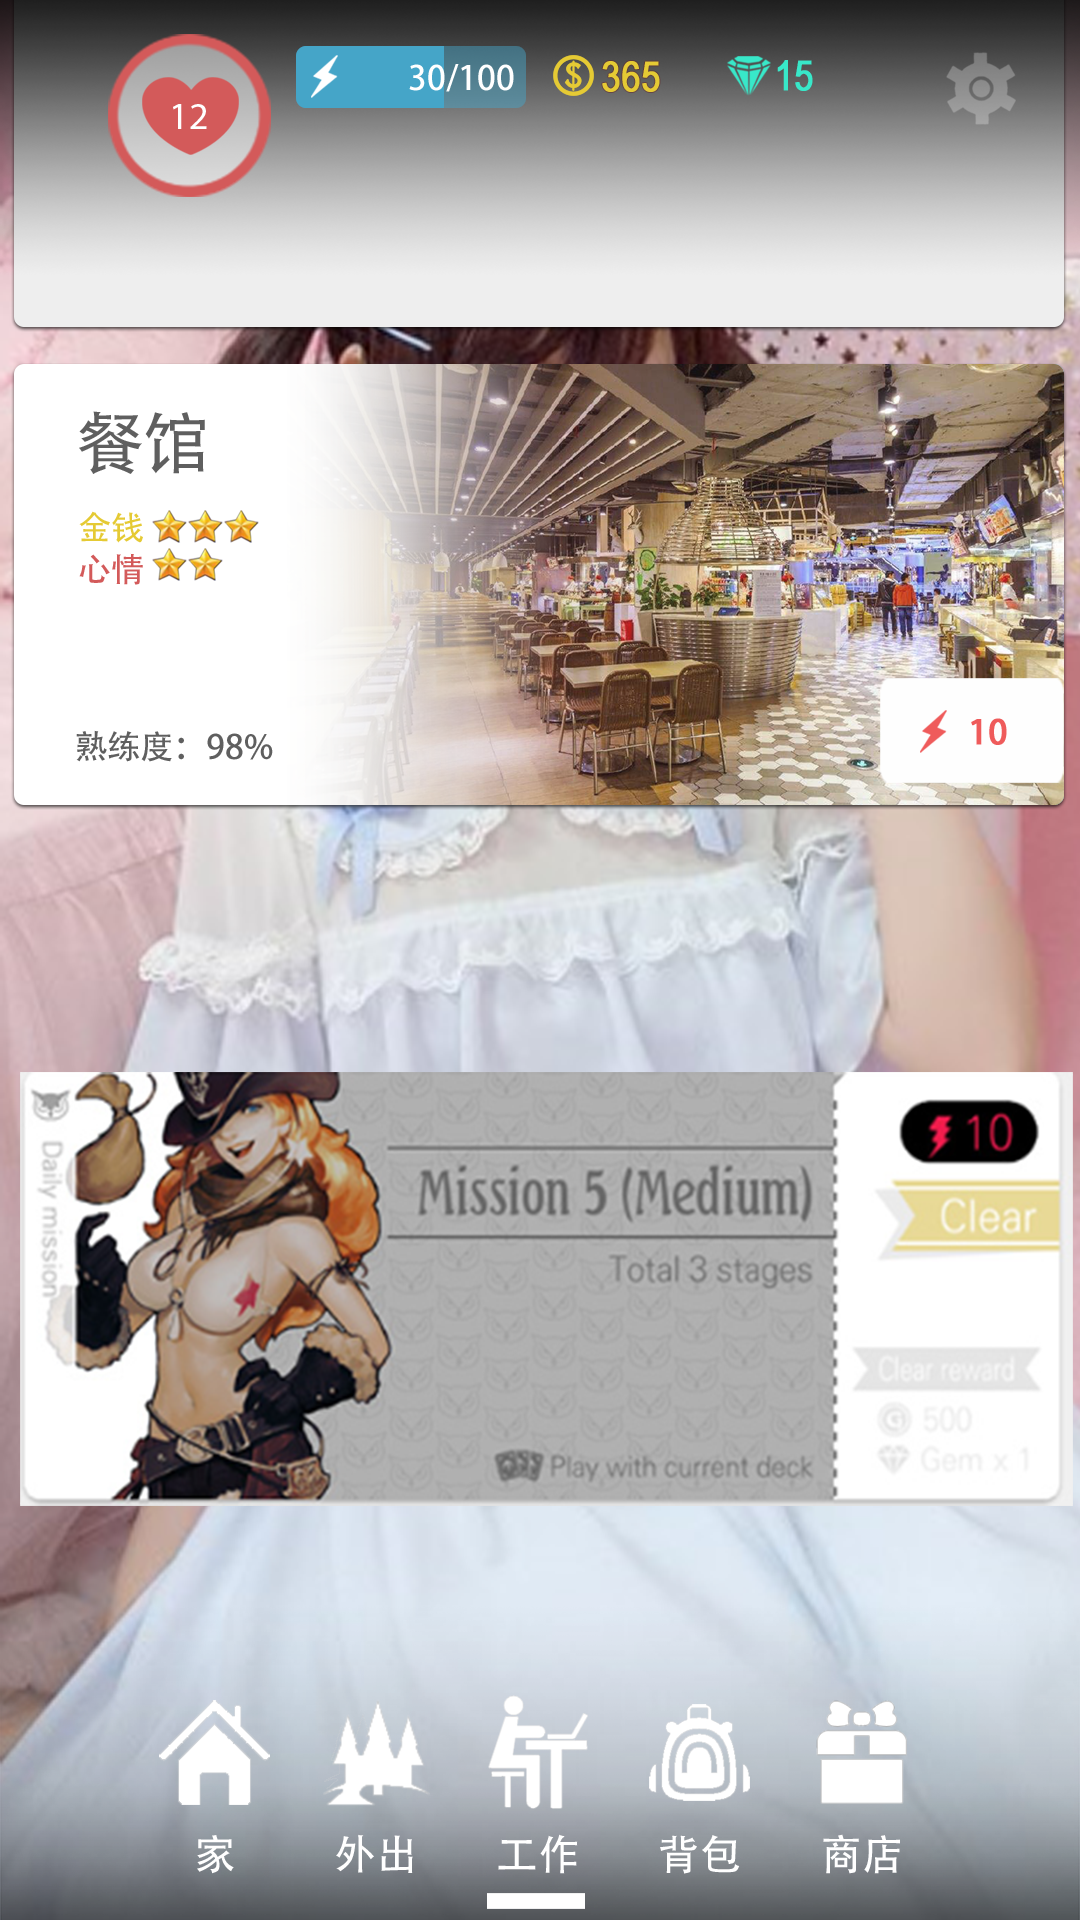 12
30/100
365
15
餐馆
金钱
心情
熟练度：98%
10
Daily mission
Mission 5 (Medium)
Total 3 stages
Play with current deck
10
Clear
Clear reward
500
Gem x 1
家
外出
工作
背包
商店